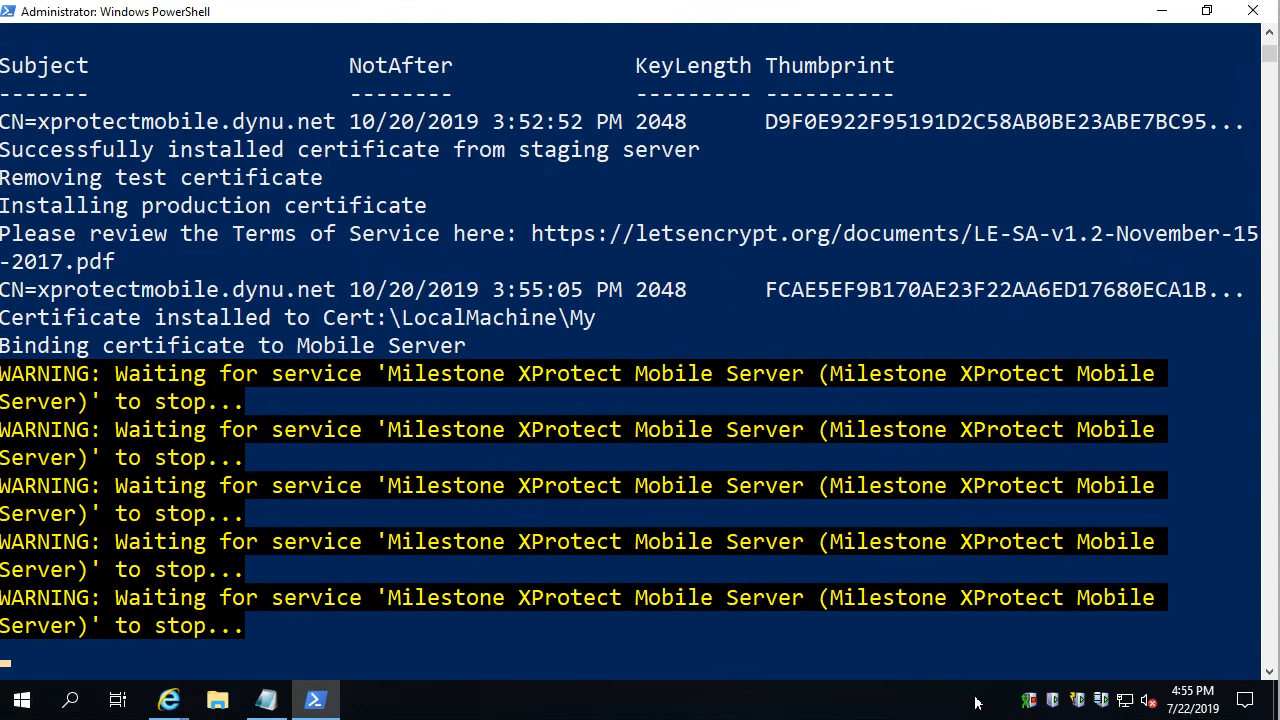 Administrator: Windows PowerShell
Subject NotAfter KeyLength Thumbprint
------- -------- --------- ----------
CN=xprotectmobile.dynu.net 10/20/2019 3:52:52 PM 2048 D9F0E922F95191D2C58AB0BE23ABE7BC95...
Successfully installed certificate from staging server
Removing test certificate
Installing production certificate
Please review the Terms of Service here: https://letsencrypt.org/documents/LE-SA-v1.2-November-15
-2017.pdf
CN=xprotectmobile.dynu.net 10/20/2019 3:55:05 PM 2048 FCAE5EF9B170AE23F22AA6ED17680ECA1B...
Certificate installed to Cert:\LocalMachine\My
Binding certificate to Mobile Server
WARNING: Waiting for service 'Milestone XProtect Mobile Server (Milestone XProtect Mobile
Server)' to stop...
WARNING: Waiting for service 'Milestone XProtect Mobile Server (Milestone XProtect Mobile
Server)' to stop...
WARNING: Waiting for service 'Milestone XProtect Mobile Server (Milestone XProtect Mobile
Server)' to stop...
WARNING: Waiting for service 'Milestone XProtect Mobile Server (Milestone XProtect Mobile
Server)' to stop...
WARNING: Waiting for service 'Milestone XProtect Mobile Server (Milestone XProtect Mobile
Server)' to stop...
4:55 PM
7/22/2019